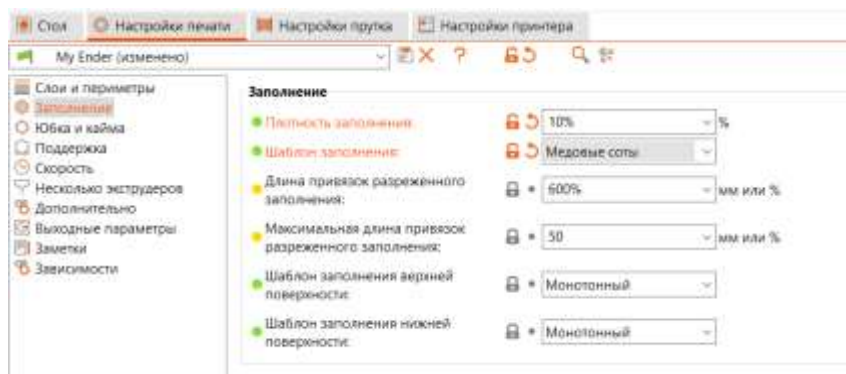 Стол Настройки печати Настройки прутка Настройки принтера
My Ender (изменено)
Слои и периметры
Заполнение
Юбка и кайма
Поддержка
Скорость
Несколько экструдеров
Дополнительно
Выходные параметры
Заметки
Зависимости
Заполнение
Плотность заполнения: 10% %
Шаблон заполнения: Медовые соты
Длина привязок разреженного
заполнения: 600% мм или %
Максимальная длина привязок
разреженного заполнения: 50 мм или %
Шаблон заполнения верхней
поверхности: Монотонный
Шаблон заполнения нижней
поверхности: Монотонный